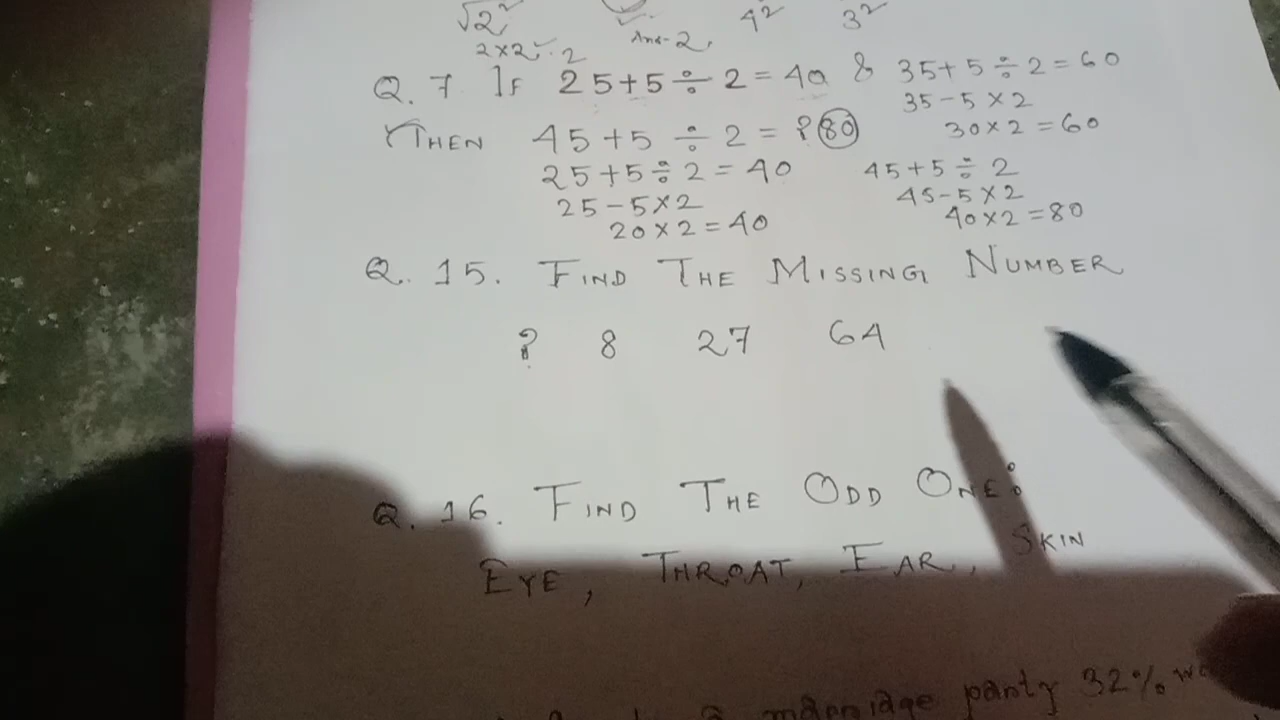 √2² 4² 3²
2×2 ÷ 2 Ans-2,
Q. 7 If 25+5÷2=40 & 35+5÷2=60
35-5×2
THEN 45+5÷2=? 80 30×2=60
25+5÷2=40 45+5÷2
25-5×2 45-5×2
20×2=40 40×2=80
Q. 15. FIND THE MISSING NUMBER
? 8 27 64
Q. 16. FIND THE ODD ONE:
EYE, THROAT, EAR, SKIN
party 32%